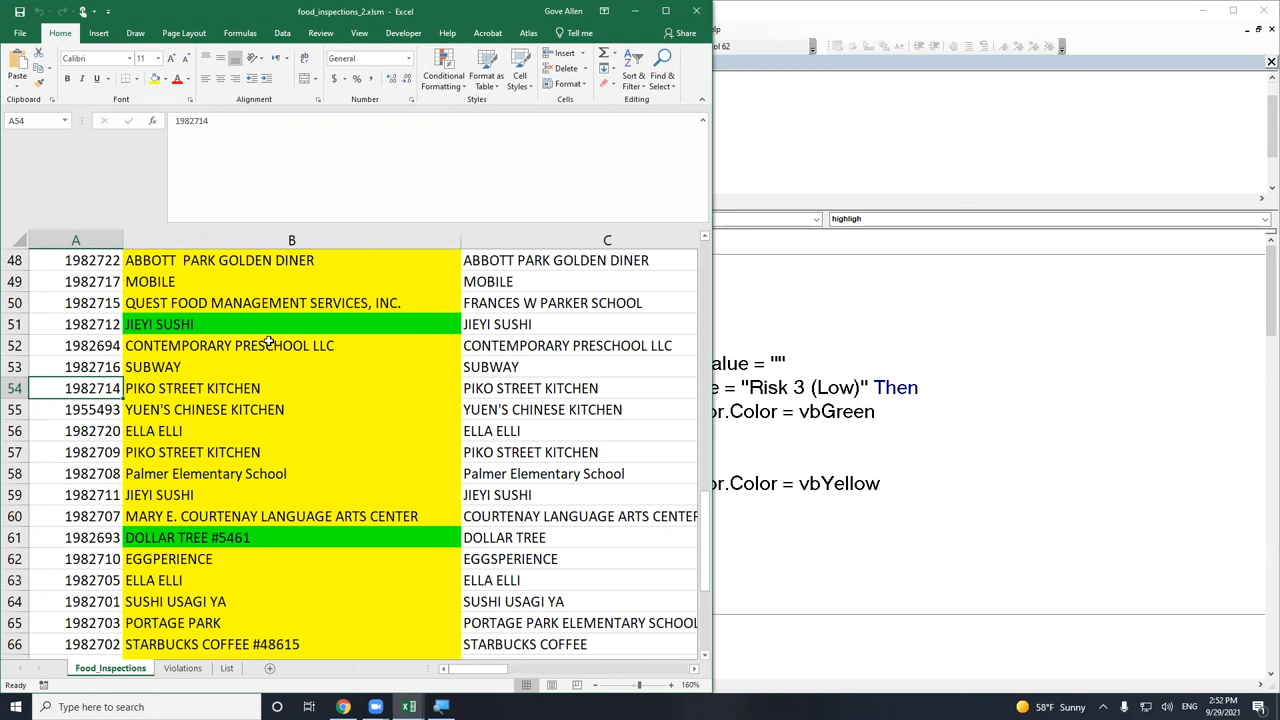 food_inspections_2.xlsm - Excel
Gove Allen
File Home Insert Draw Page Layout Formulas Data Review View Developer Help Acrobat Atlas Tell me Share
Paste
Calibri 11
B I U
General
$ % ,
Conditional Formatting
Format as Table
Cell Styles
Insert
Delete
Format
Sort & Filter
Find & Select
Clipboard Font Alignment Number Styles Cells Editing
A54
fx
1982714
A B C
48 1982722 ABBOTT  PARK GOLDEN DINER ABBOTT PARK GOLDEN DINER
49 1982717 MOBILE MOBILE
50 1982715 QUEST FOOD MANAGEMENT SERVICES, INC. FRANCES W PARKER SCHOOL
51 1982712 JIEYI SUSHI JIEYI SUSHI
52 1982694 CONTEMPORARY PRESCHOOL LLC CONTEMPORARY PRESCHOOL LLC
53 1982716 SUBWAY SUBWAY
54 1982714 PIKO STREET KITCHEN PIKO STREET KITCHEN
55 1955493 YUEN'S CHINESE KITCHEN YUEN'S CHINESE KITCHEN
56 1982720 ELLA ELLI ELLA ELLI
57 1982709 PIKO STREET KITCHEN PIKO STREET KITCHEN
58 1982708 Palmer Elementary School Palmer Elementary School
59 1982711 JIEYI SUSHI JIEYI SUSHI
60 1982707 MARY E. COURTENAY LANGUAGE ARTS CENTER COURTENAY LANGUAGE ARTS CENTER
61 1982693 DOLLAR TREE #5461 DOLLAR TREE
62 1982710 EGGPERIENCE EGGSPERIENCE
63 1982705 ELLA ELLI ELLA ELLI
64 1982701 SUSHI USAGI YA SUSHI USAGI YA
65 1982703 PORTAGE PARK PORTAGE PARK ELEMENTARY SCHOOL
66 1982702 STARBUCKS COFFEE #48615 STARBUCKS COFFEE
Food_Inspections Violations List
Ready
160%
lp
ol 62
highligh
alue = ""
e = "Risk 3 (Low)" Then
or.Color = vbGreen
or.Color = vbYellow
Type here to search
58°F Sunny
2:52 PM
9/29/2021
1